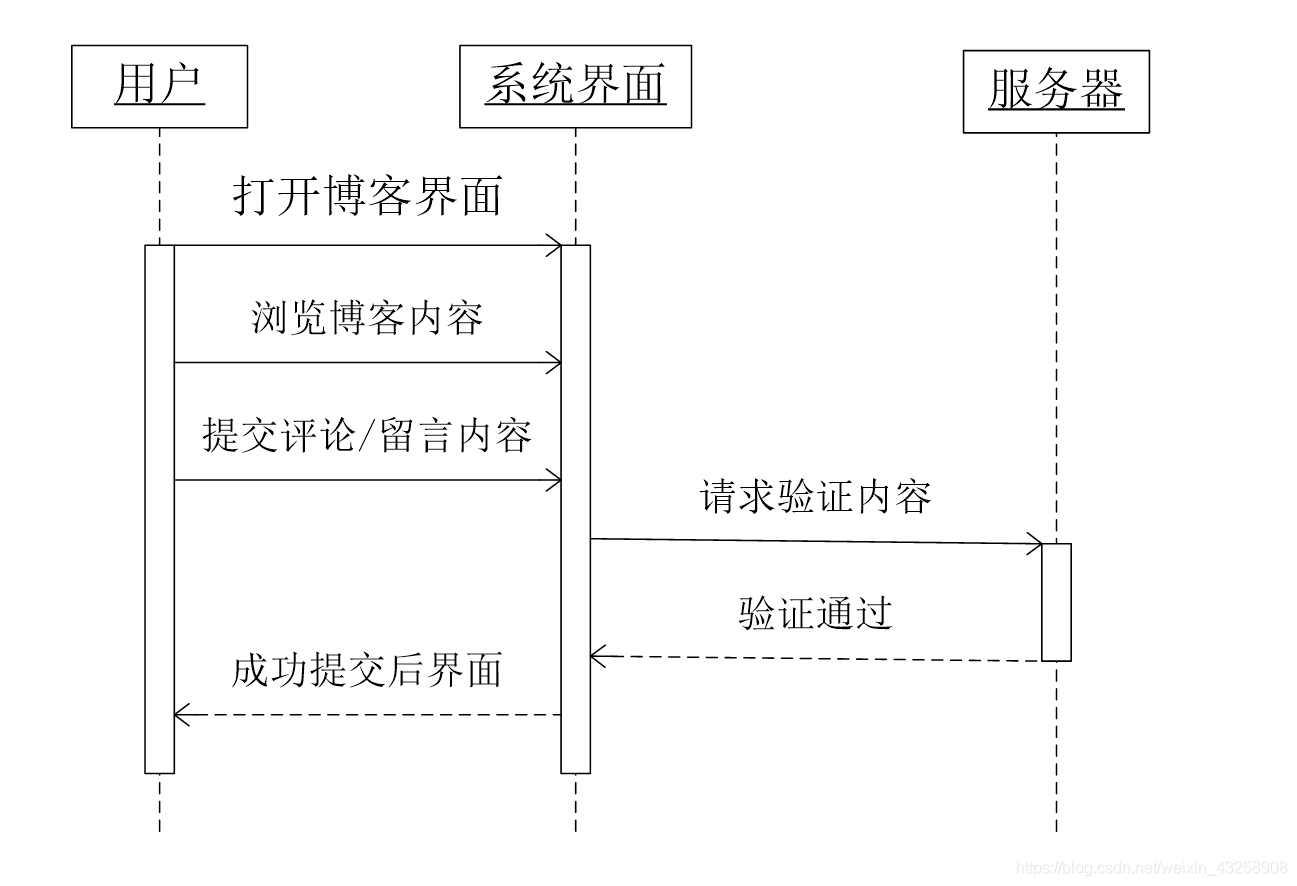 用户
系统界面
服务器
打开博客界面
浏览博客内容
提交评论/留言内容
请求验证内容
验证通过
成功提交后界面
https://blog.csdn.net/weixin_43258908